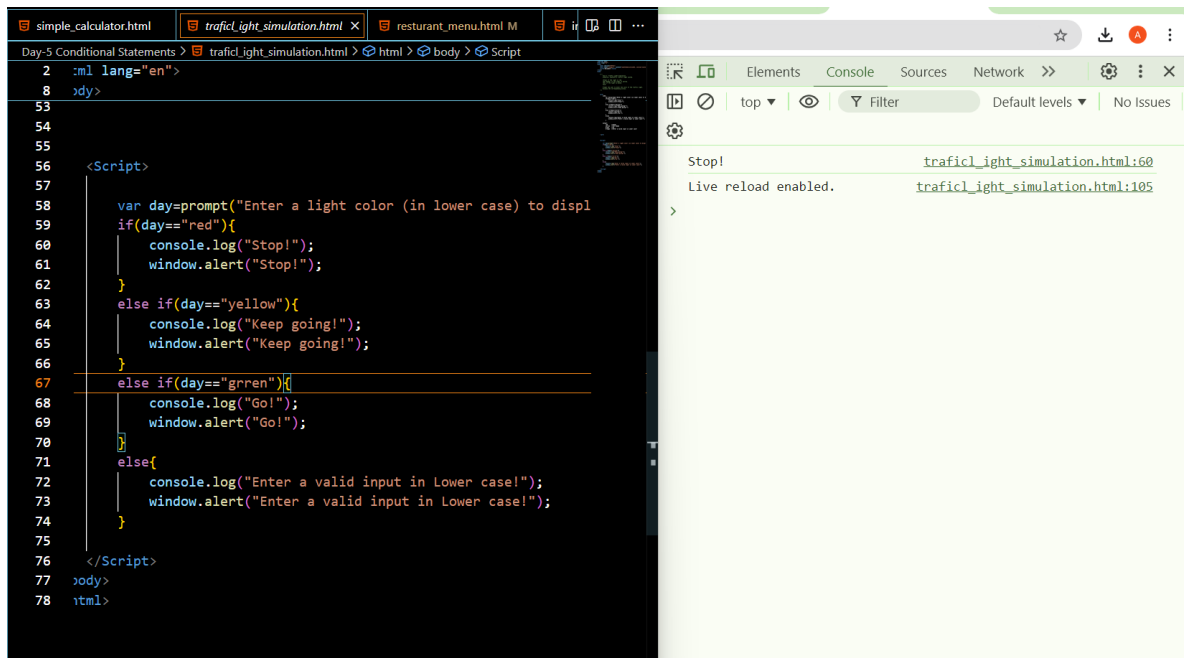 simple_calculator.html traficl_ight_simulation.html resturant_menu.html M
Day-5 Conditional Statements > traficl_ight_simulation.html > html > body > Script
2 :ml lang="en">
8 ody>
53
54
55
56 <Script>
57
58 var day=prompt("Enter a light color (in lower case) to displ
59 if(day=="red"){
60 console.log("Stop!");
61 window.alert("Stop!");
62 }
63 else if(day=="yellow"){
64 console.log("Keep going!");
65 window.alert("Keep going!");
66 }
67 else if(day=="grren"){
68 console.log("Go!");
69 window.alert("Go!");
70 }
71 else{
72 console.log("Enter a valid input in Lower case!");
73 window.alert("Enter a valid input in Lower case!");
74 }
75
76 </Script>
77 body>
78 html>
A
Elements Console Sources Network
top Filter Default levels No Issues
Stop! traficl_ight_simulation.html:60
Live reload enabled. traficl_ight_simulation.html:105
>